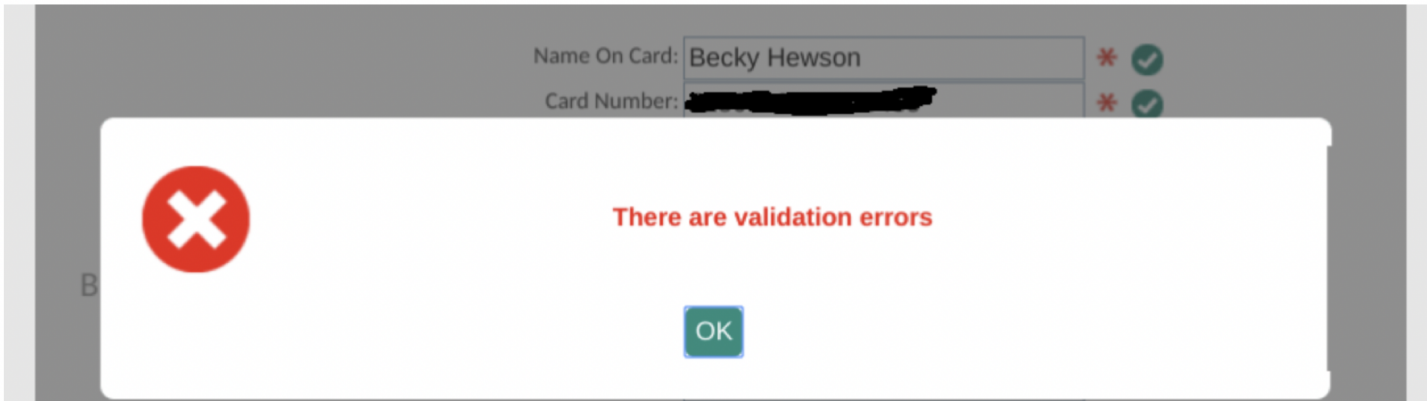 Name On Card: Becky Hewson *
Card Number: *
There are validation errors
B
OK